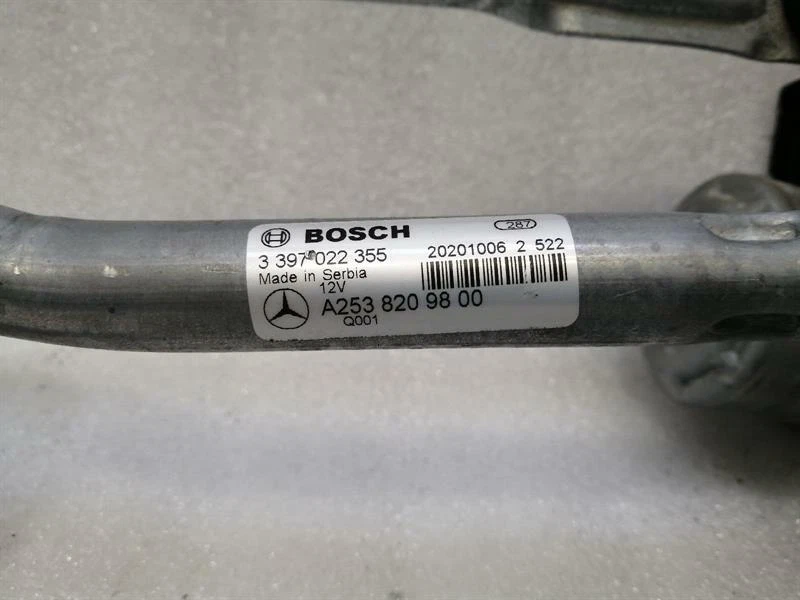 287
BOSCH
3 397 022 355 20201006 2 522
Made in Serbia
12V
A253 820 98 00
Q001